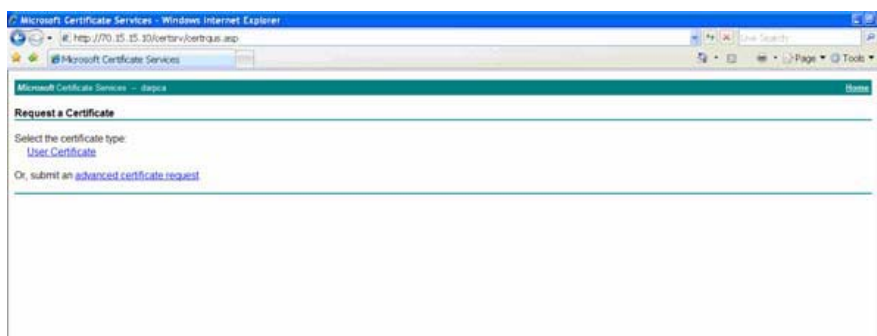 Microsoft Certificate Services - Windows Internet Explorer
http://70.15.15.10/certsrv/certrqus.asp
Live Search
Microsoft Certificate Services
Page
Tools
Microsoft Certificate Services --
Home
Request a Certificate
Select the certificate type:
User Certificate
Or, submit an advanced certificate request